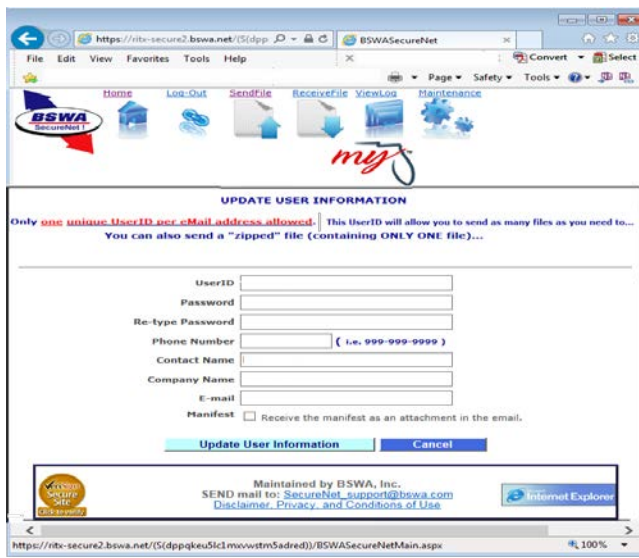 https://ritx-secure2.bswa.net/(S(dpp
BSWASecureNet
File Edit View Favorites Tools Help
Convert Select
Page Safety Tools
Home Log-Out SendFile ReceiveFile ViewLog Maintenance
BSWA
SecureNet !
my
UPDATE USER INFORMATION
Only one unique UserID per eMail address allowed. This UserID will allow you to send as many files as you need to...
You can also send a "zipped" file (containing ONLY ONE file)...
UserID
Password
Re-type Password
Phone Number ( i.e. 999-999-9999 )
Contact Name
Company Name
E-mail
Manifest Receive the manifest as an attachment in the email.
Update User Information Cancel
Secure
Site
Click to verify
Maintained by BSWA, Inc.
SEND mail to: SecureNet_support@bswa.com
Disclaimer, Privacy, and Conditions of Use
Internet Explorer
https://ritx-secure2.bswa.net/(S(dppqkeu5lc1mxvwstm5adred))/BSWASecureNetMain.aspx
100%